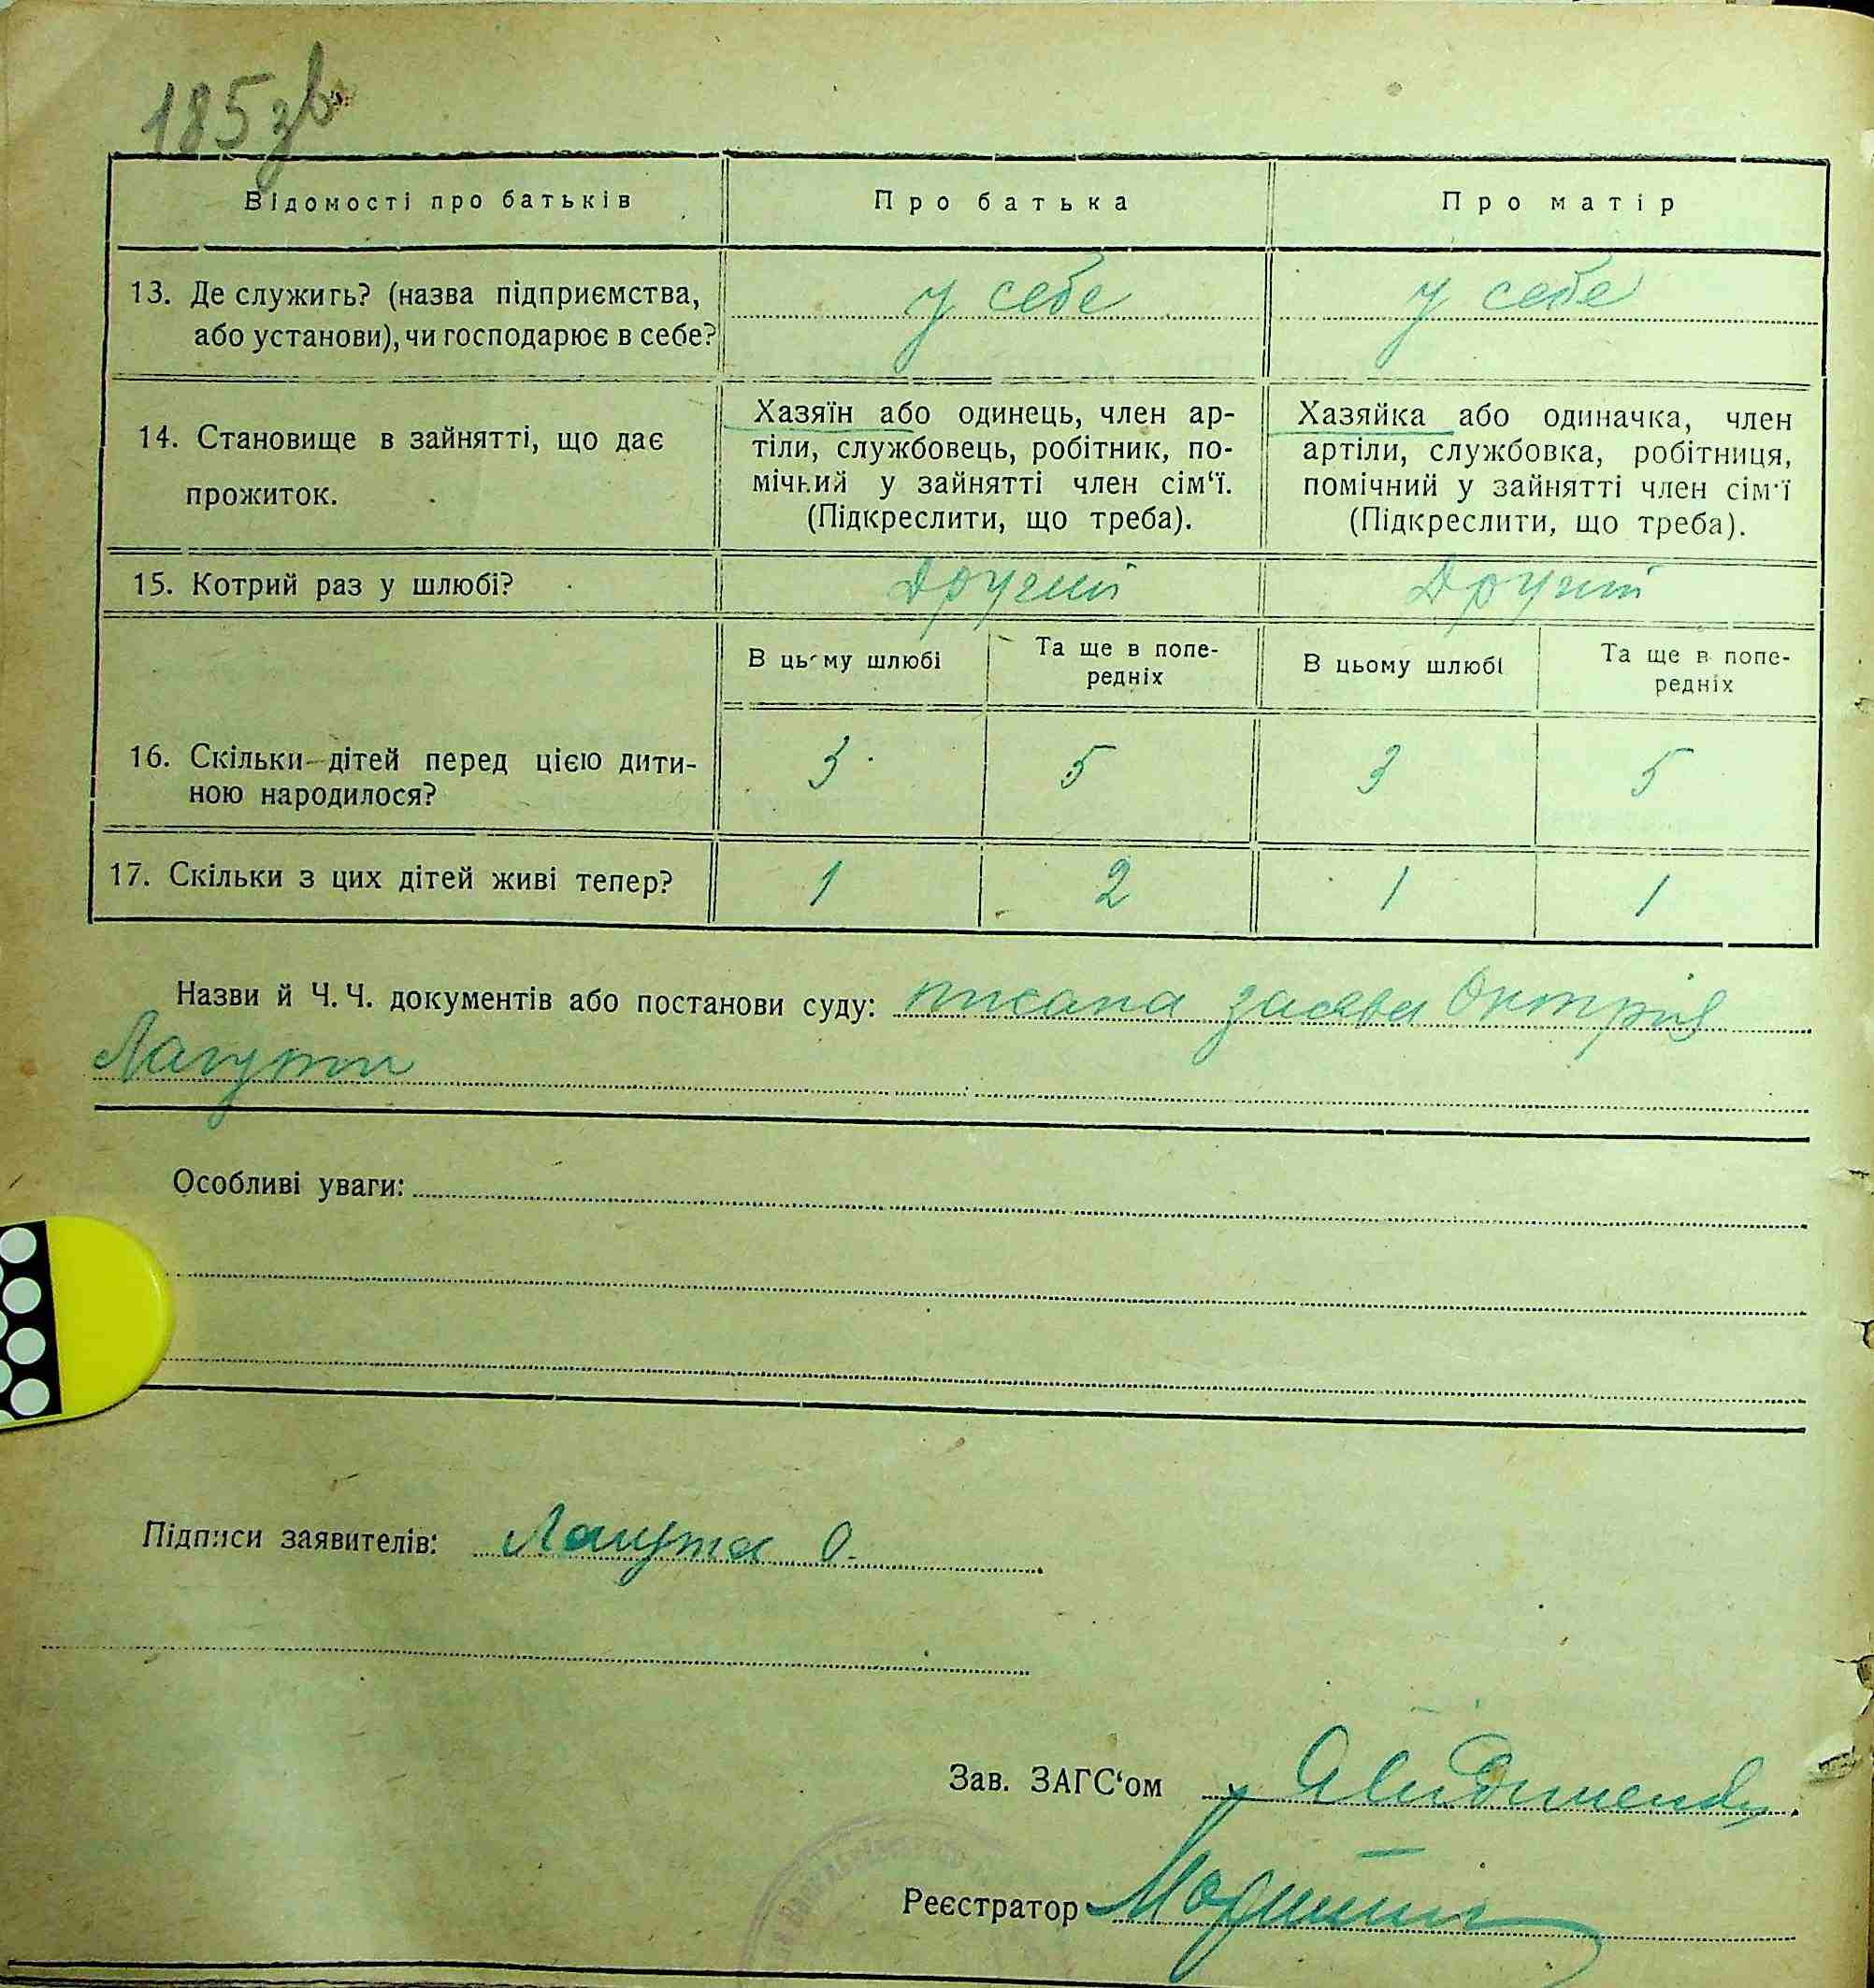 185 зв.
Відомості про батьків
Про батька
Про матір
13. Де служить? (назва підприємства,
або установи), чи господарює в себе?
у себе
у себе
14. Становище в зайнятті, що дає
прожиток.
Хазяїн або одинець, член ар-
тіли, службовець, робітник, по-
мічний у зайнятті член сім‘ї.
(Підкреслити, що треба).
Хазяйка або одиначка, член
артіли, службовка, робітниця,
помічний у зайнятті член сім‘ї
(Підкреслити, що треба).
15. Котрий раз у шлюбі?
Другий
Другий
В цьому шлюбі
Та ще в попе-
редніх
В цьому шлюбі
Та ще в попе-
редніх
16. Скільки дітей перед цією дити-
ною народилося?
3
5
3
5
17. Скільки з цих дітей живі тепер?
1
2
1
1
Назви й Ч. Ч. документів або постанови суду: писана заява
Лагути
Особливі уваги:
Підписи заявителів: Лагута О.
Зав. ЗАГС‘ом
Реєстратор